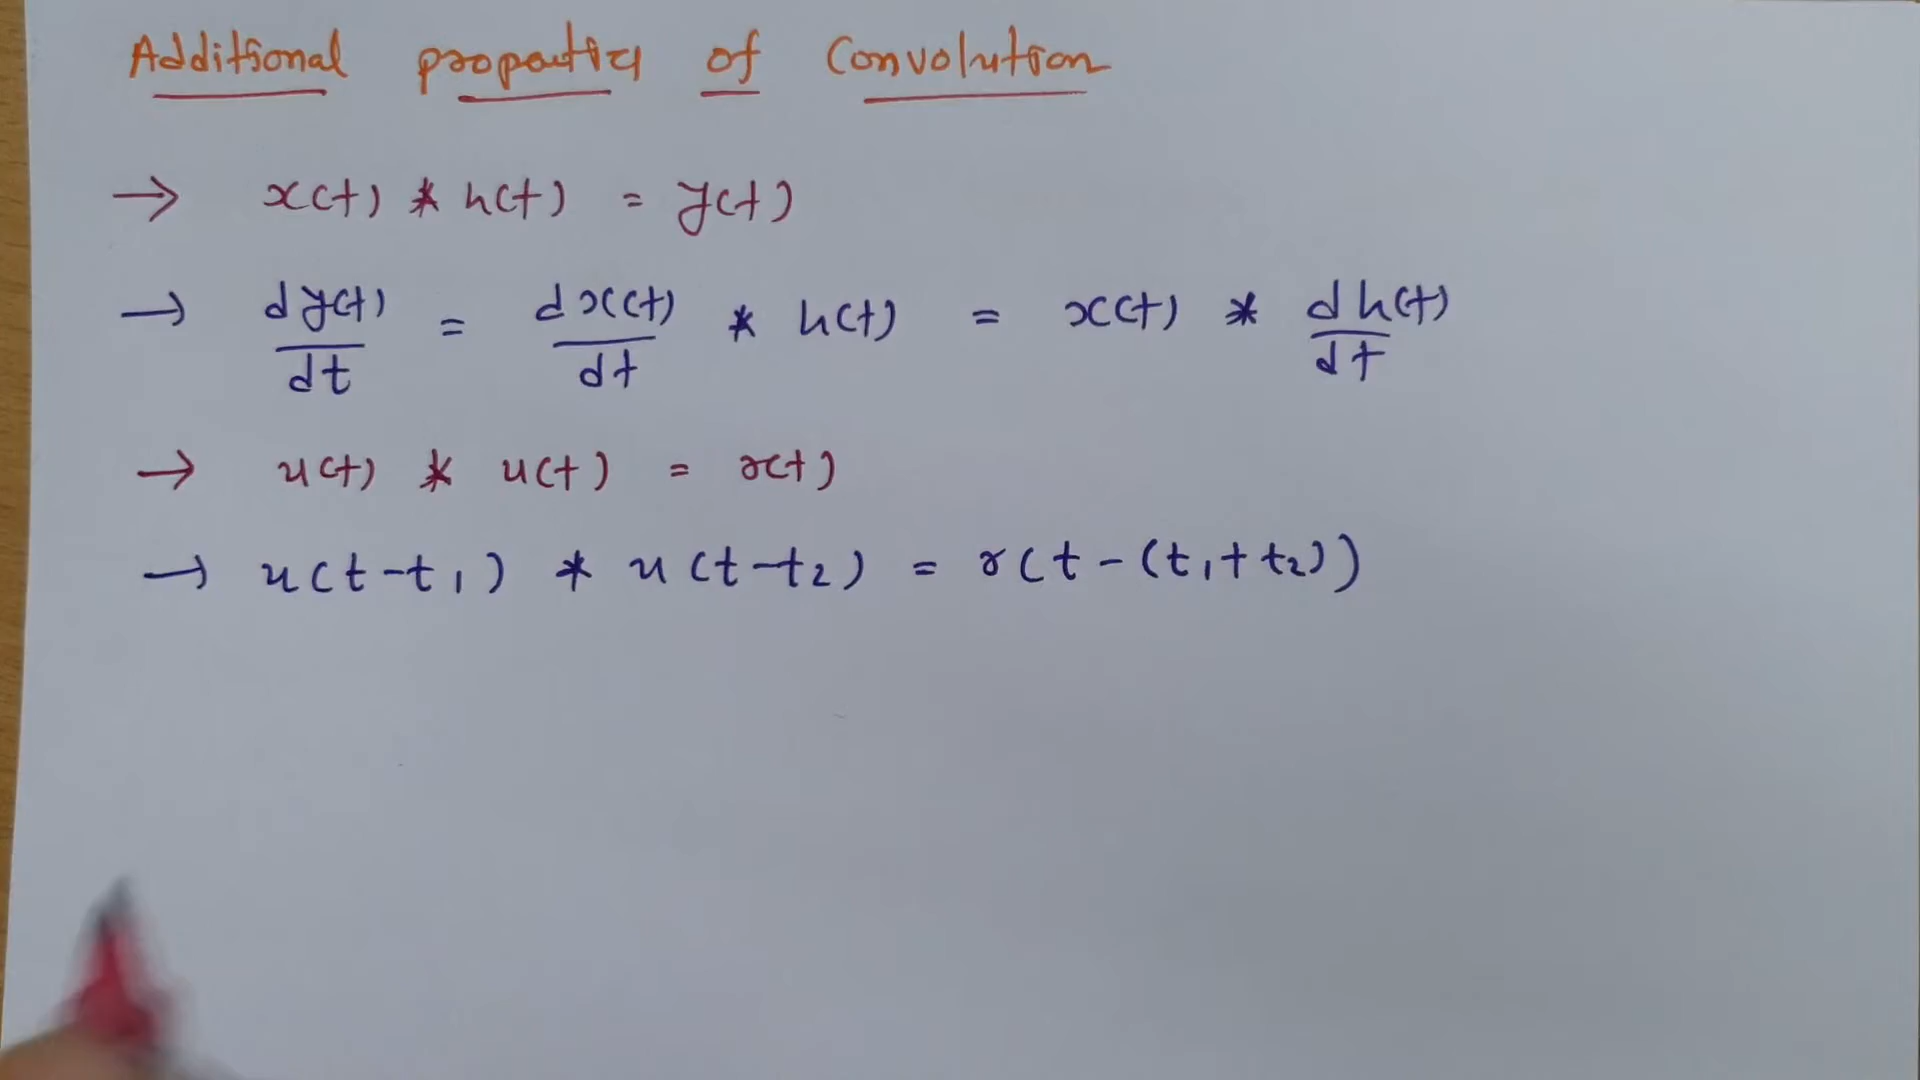 Additional properties of Convolution
→ x(t) * h(t) = y(t)
→ dy(t)/dt = dx(t)/dt * h(t) = x(t) * dh(t)/dt
→ u(t) * u(t) = r(t)
→ u(t-t1) * u(t-t2) = r(t-(t1+t2))